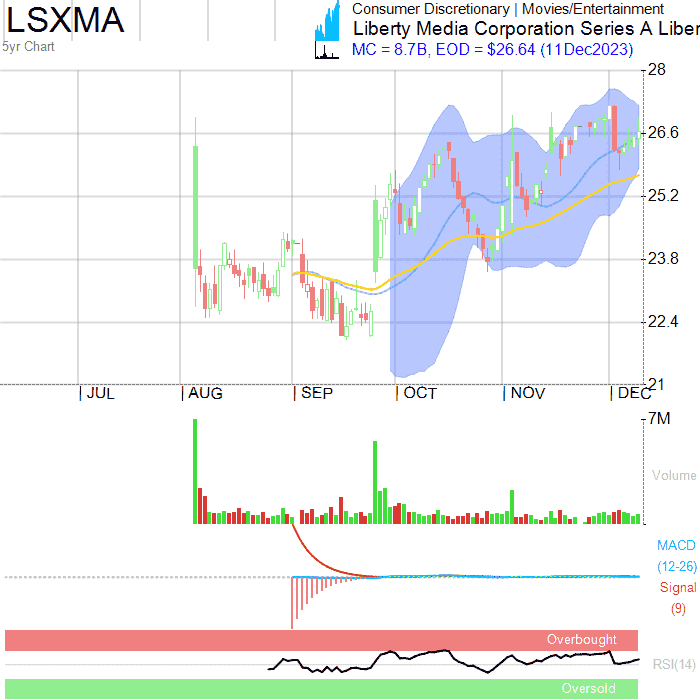 LSXMA
5yr Chart
Consumer Discretionary | Movies/Entertainment
Liberty Media Corporation Series A Liber
MC = 8.7B, EOD = $26.64 (11Dec2023)
28
26.6
25.2
23.8
22.4
21
| JUL | AUG | SEP | OCT | NOV | DEC
7M
Volume
MACD
(12-26)
Signal
(9)
Overbought
RSI(14)
Oversold